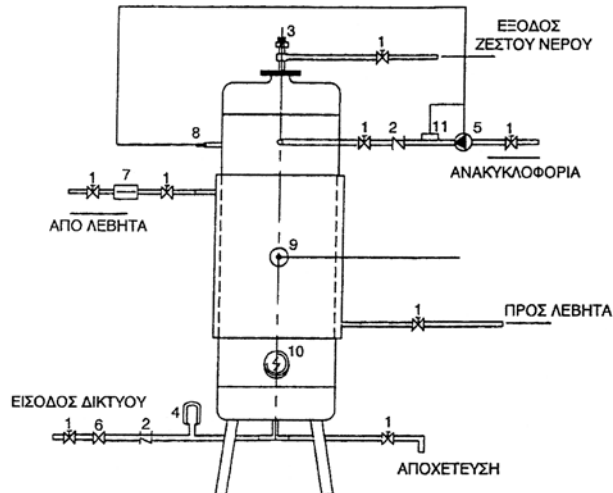 3
1
ΕΞΟΔΟΣ
ΖΕΣΤΟΥ ΝΕΡΟΥ
8
1
2
11
5
1
ΑΝΑΚΥΚΛΟΦΟΡΙΑ
1
7
1
ΑΠΟ ΛΕΒΗΤΑ
9
1
ΠΡΟΣ ΛΕΒΗΤΑ
10
ΕΙΣΟΔΟΣ ΔΙΚΤΥΟΥ
1
6
2
4
1
ΑΠΟΧΕΤΕΥΣΗ